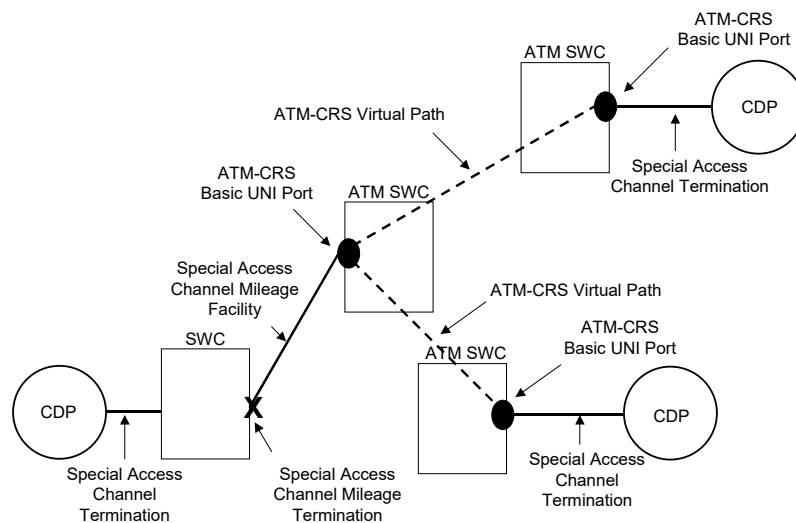 ATM-CRS
Basic UNI Port
ATM SWC
CDP
ATM-CRS Virtual Path
Special Access
Channel Termination
ATM-CRS
Basic UNI Port
ATM SWC
Special Access
Channel Mileage
Facility
ATM-CRS Virtual Path
SWC
ATM-CRS
Basic UNI Port
ATM SWC
CDP
X
CDP
Special Access
Channel
Termination
Special Access
Channel Mileage
Termination
Special Access
Channel
Termination